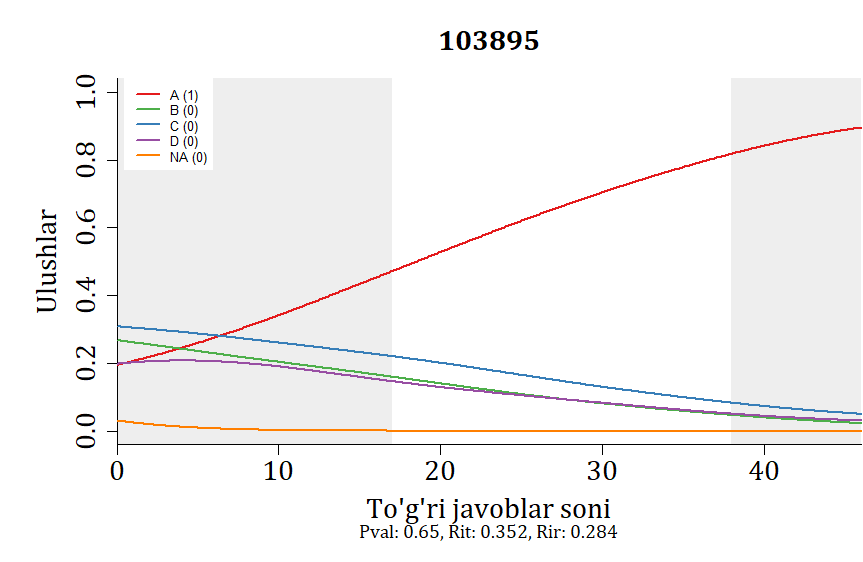 103895
A (1)
B (0)
C (0)
D (0)
NA (0)
Ulushlar
0.0 0.2 0.4 0.6 0.8 1.0
0 10 20 30 40
To'g'ri javoblar soni
Pval: 0.65, Rit: 0.352, Rir: 0.284